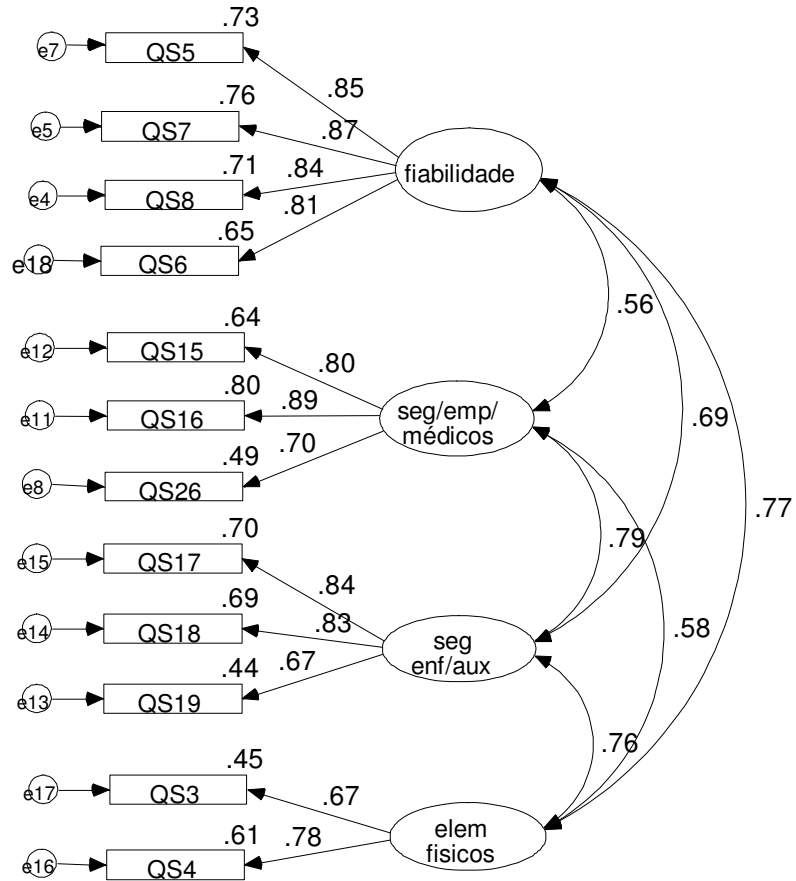 .73
e7
QS5
.85
.76
e5
QS7
.87
.71
e4
QS8
.84
fiabilidade
.81
.65
e18
QS6
.56
.64
e12
QS15
.80
.80
e11
QS16
.89
seg/emp/
médicos
.69
.70
.49
e8
QS26
.77
.70
e15
QS17
.79
.84
.69
e14
QS18
.83
seg
enf/aux
.58
.67
.44
e13
QS19
.76
.45
e17
QS3
.67
.61
.78
elem
fisicos
e16
QS4